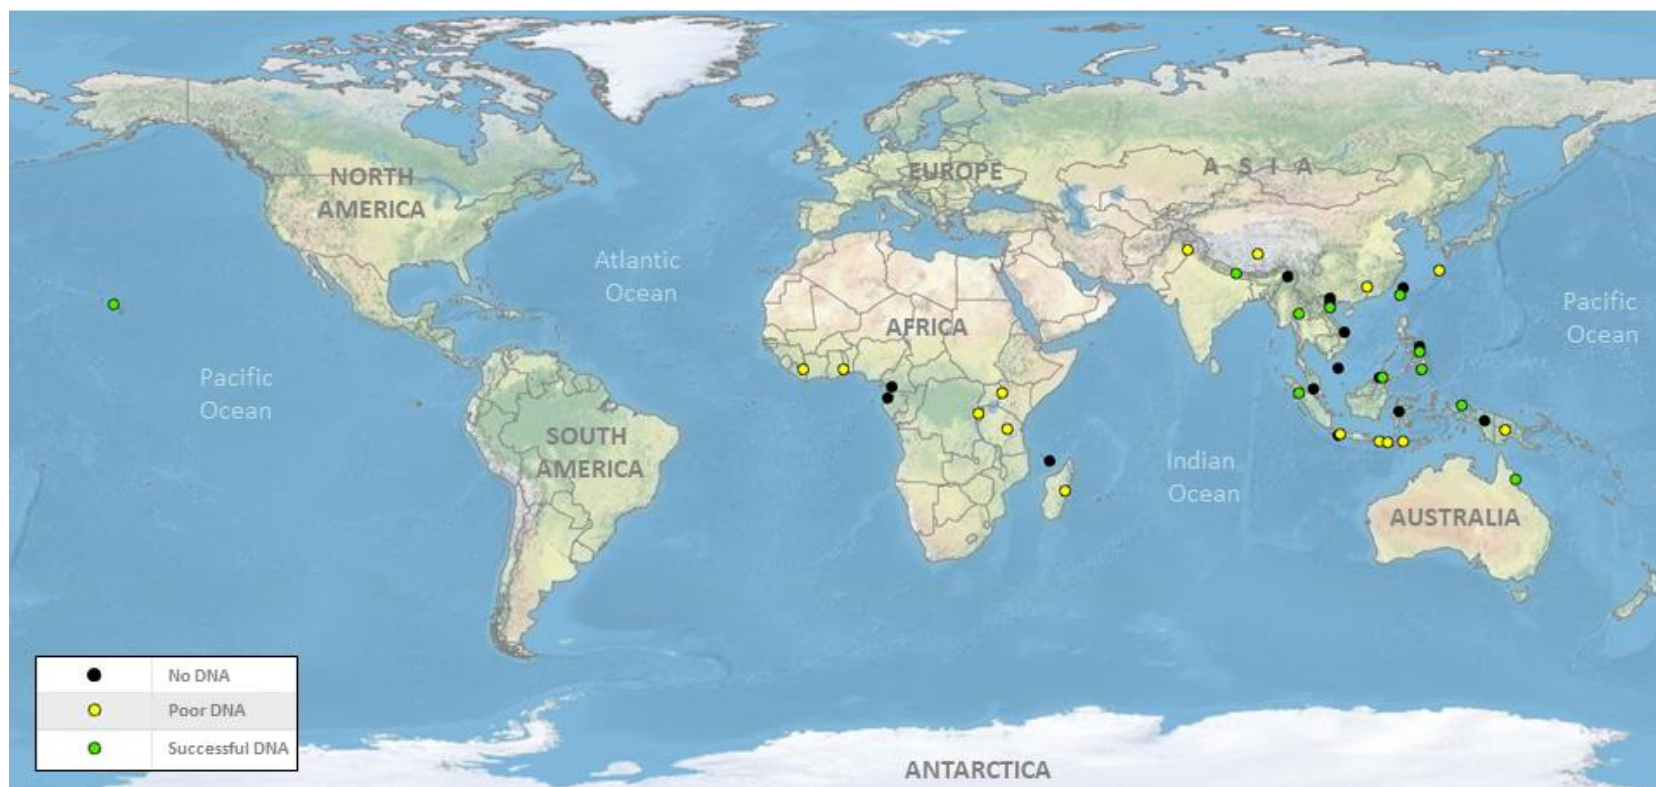 NORTH
AMERICA
EUROPE
A S I A
Atlantic
Ocean
Pacific
Ocean
AFRICA
Pacific
Ocean
SOUTH
AMERICA
Indian
Ocean
AUSTRALIA
No DNA
Poor DNA
Successful DNA
ANTARCTICA